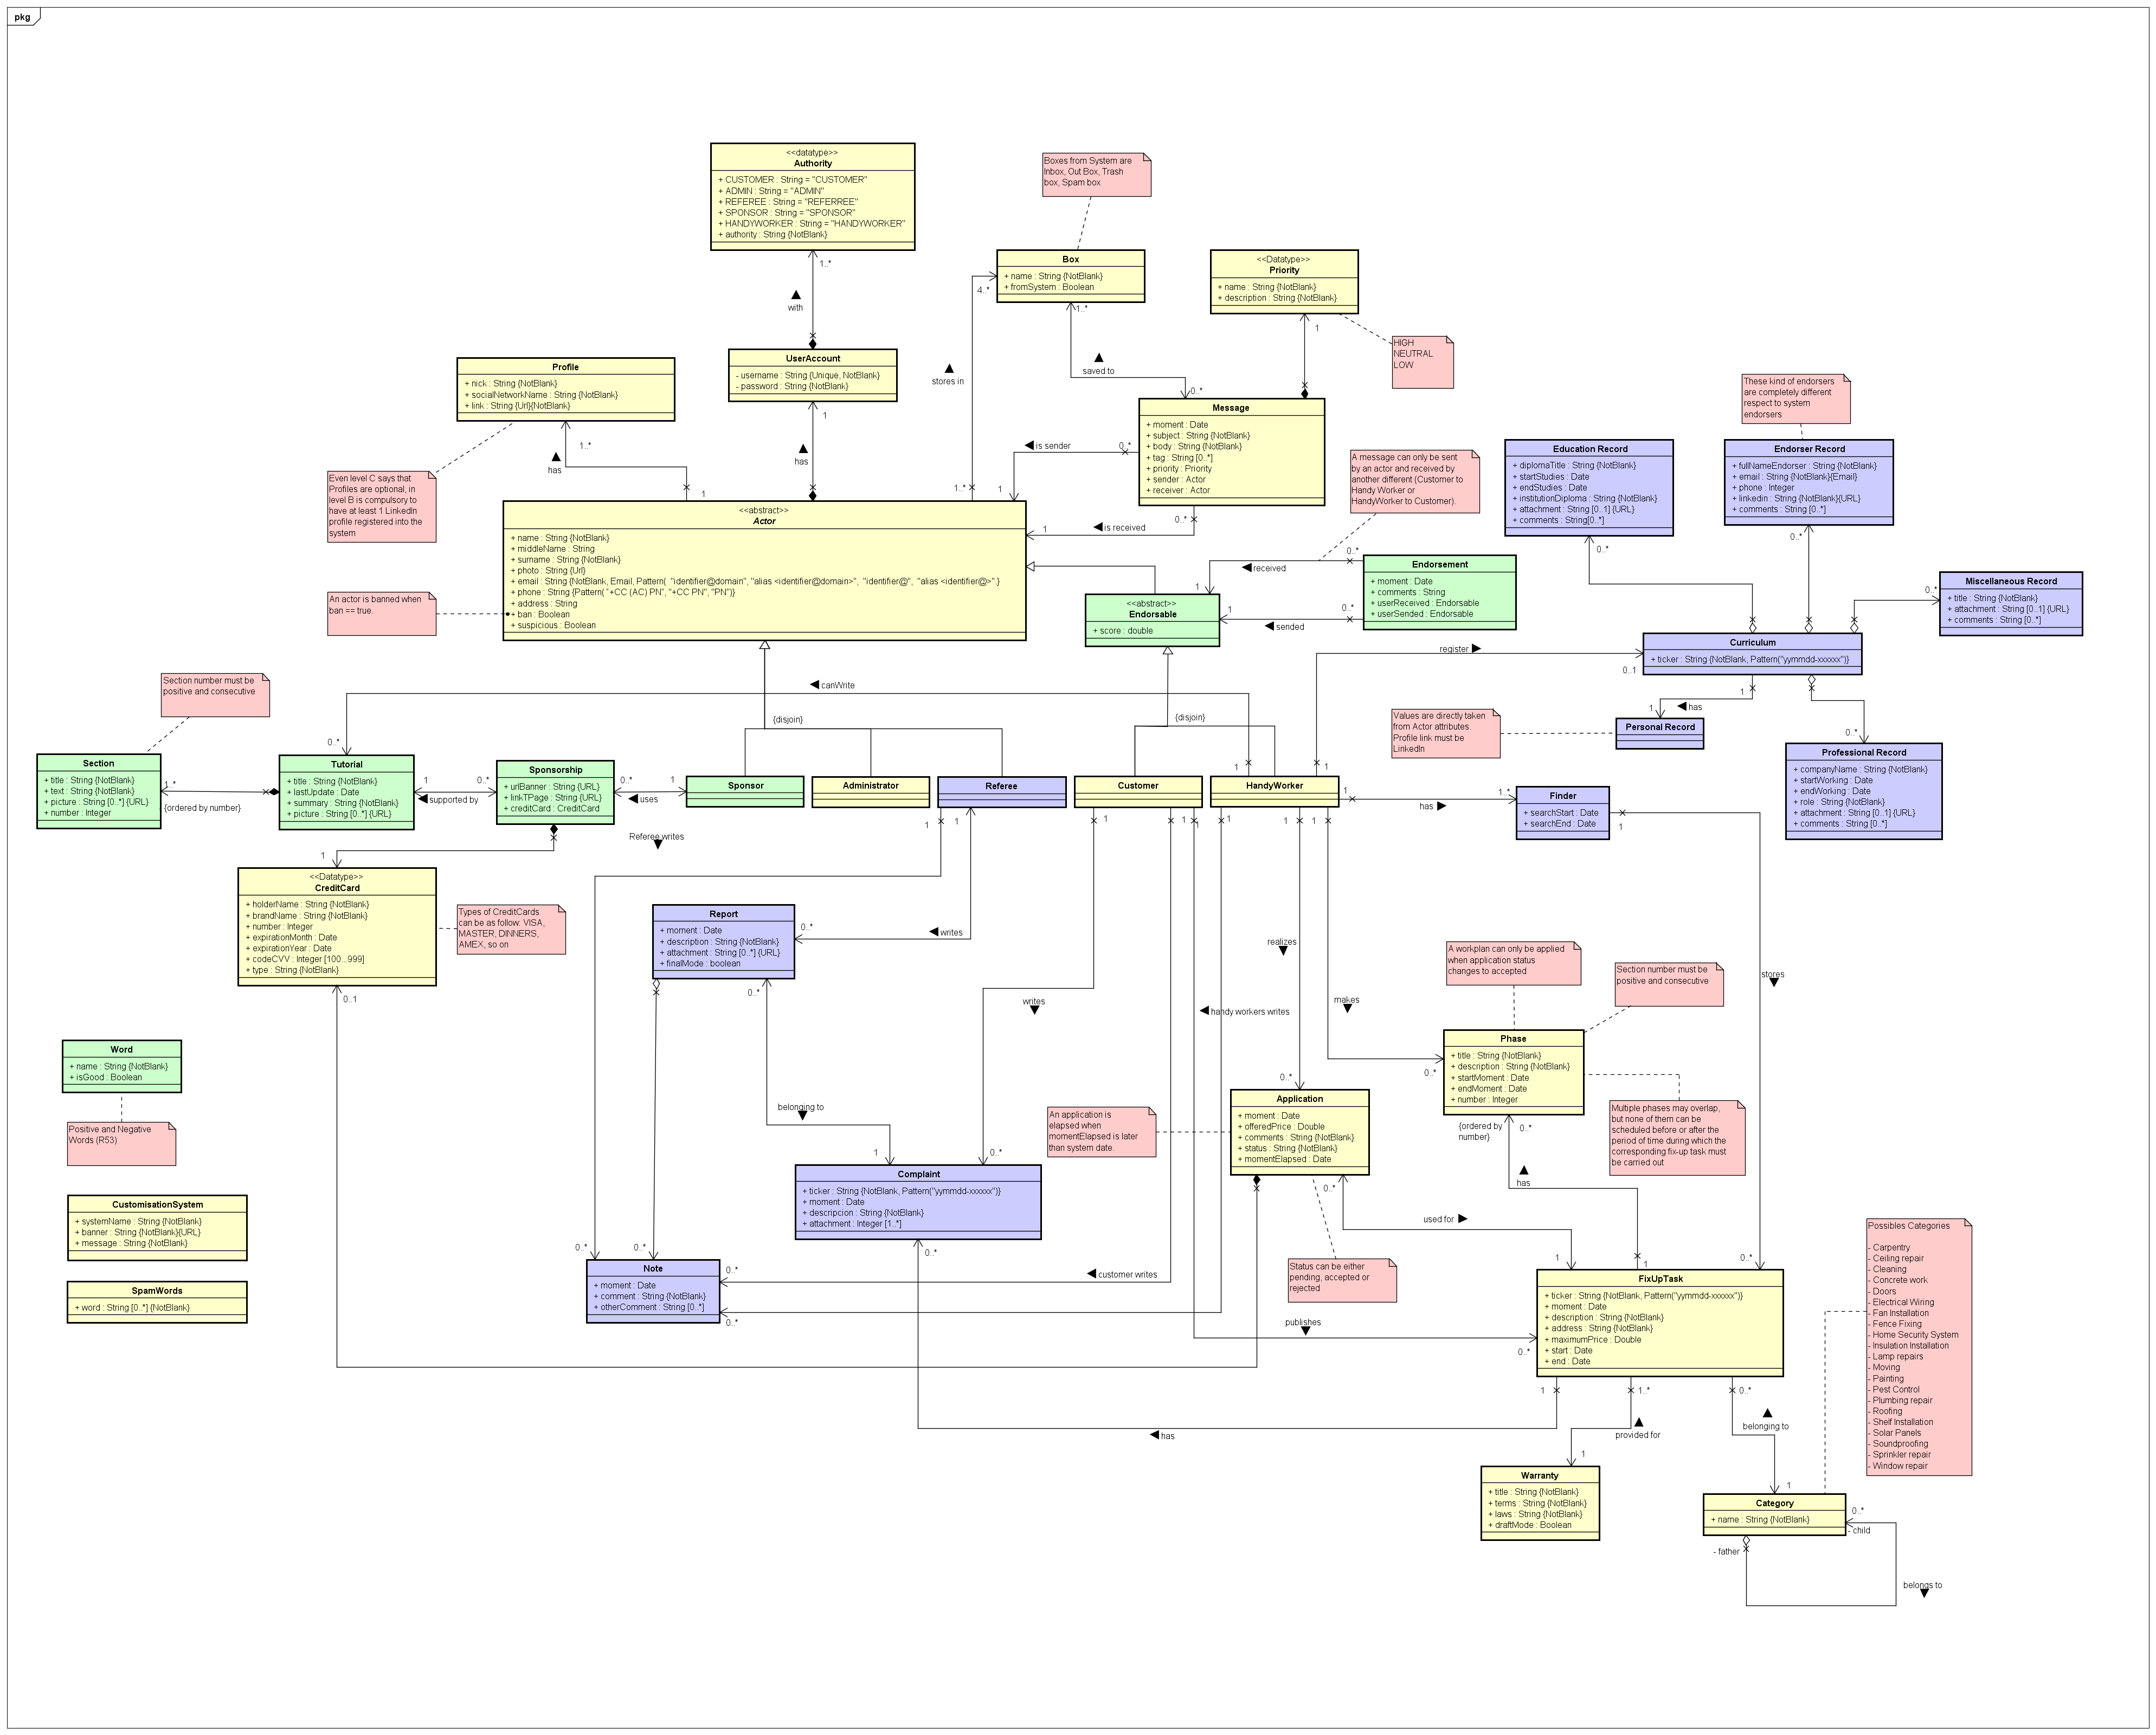 pkg
<<datatype>>
Authority
+ CUSTOMER : String = "CUSTOMER"
+ ADMIN : String = "ADMIN"
+ REFEREE : String = "REFERREE"
+ SPONSOR : String = "SPONSOR"
+ HANDYWORKER : String = "HANDYWORKER"
+ authority : String {NotBlank}
1..*
with
Boxes from System are
Inbox, Out Box, Trash
box, Spam box
Box
+ name : String {NotBlank}
+ fromSystem : Boolean
4..*
1..*
stores in
saved to
0..*
<<Datatype>>
Priority
+ name : String {NotBlank}
+ description : String {NotBlank}
1
HIGH
NEUTRAL
LOW
UserAccount
- username : String {Unique, NotBlank}
- password : String {NotBlank}
1
has
Profile
+ nick : String {NotBlank}
+ socialNetworkName : String {NotBlank}
+ link : String {Url}{NotBlank}
1..*
has
1
Even level C says that
Profiles are optional, in
level B is compulsory to
have at least 1 LinkedIn
profile registered into the
system
Message
+ moment : Date
+ subject : String {NotBlank}
+ body : String {NotBlank}
+ tag : String [0..*]
+ priority : Priority
+ sender : Actor
+ receiver : Actor
is sender
0..*
1..*
1
0..*
is received
1
A message can only be sent
by an actor and received by
another different (Customer to
Handy Worker or
HandyWorker to Customer).
These kind of endorsers
are completely different
respect to system
endorsers
Education Record
+ diplomaTitle : String {NotBlank}
+ startStudies : Date
+ endStudies : Date
+ institutionDiploma : String {NotBlank}
+ attachment : String [0..1] {URL}
+ comments : String[0..*]
0..*
Endorser Record
+ fullNameEndorser : String {NotBlank}
+ email : String {NotBlank}{Email}
+ phone : Integer
+ linkedin : String {NotBlank}{URL}
+ comments : String [0..*]
0..*
<<abstract>>
Actor
+ name : String {NotBlank}
+ middleName : String
+ surname : String {NotBlank}
+ photo : String {Url}
+ email : String {NotBlank, Email, Pattern( "identifier@domain", "alias <identifier@domain>", "identifier@", "alias <identifier@>" }
+ phone : String {Pattern( "+CC (AC) PN", "+CC PN", "PN")}
+ address : String
+ ban : Boolean
+ suspicious : Boolean
An actor is banned when
ban == true.
<<abstract>>
Endorsable
+ score : double
Endorsement
+ moment : Date
+ comments : String
+ userReceived : Endorsable
+ userSended : Endorsable
received
0..*
1
sended
0..*
1
Miscellaneous Record
+ title : String {NotBlank}
+ attachment : String [0..1] {URL}
+ comments : String [0..*]
0..*
Curriculum
+ ticker : String {NotBlank, Pattern("yymmdd-xxxxxx")}
register
0..1
1
has
1
0..*
Values are directly taken
from Actor attributes.
Profile link must be
LinkedIn
Personal Record
Professional Record
+ companyName : String {NotBlank}
+ startWorking : Date
+ endWorking : Date
+ role : String {NotBlank}
+ attachment : String [0..1] {URL}
+ comments : String [0..*]
canWrite
{disjoin}
{disjoin}
0..*
Section number must be
positive and consecutive
Section
+ title : String {NotBlank}
+ text : String {NotBlank}
+ picture : String [0..*] {URL}
+ number : Integer
1..*
{ordered by number}
Tutorial
+ title : String {NotBlank}
+ lastUpdate : Date
+ summary : String {NotBlank}
+ picture : String [0..*] {URL}
1
0..*
supported by
Sponsorship
+ urlBanner : String {URL}
+ linkTPage : String {URL}
+ creditCard : CreditCard
0..*
1
uses
Sponsor
Administrator
Referee
Customer
HandyWorker
1
1
1
1..*
has
Finder
+ searchStart : Date
+ searchEnd : Date
1
1
1
1
1
1
1
1
1
1
Referee writes
1
<<Datatype>>
CreditCard
+ holderName : String {NotBlank}
+ brandName : String {NotBlank}
+ number : Integer
+ expirationMonth : Date
+ expirationYear : Date
+ codeCVV : Integer [100...999]
+ type : String {NotBlank}
0..1
Types of CreditCards
can be as follow: VISA,
MASTER, DINNERS,
AMEX, so on
Report
+ moment : Date
+ description : String {NotBlank}
+ attachment : String [0..*] {URL}
+ finalMode : boolean
0..*
writes
0..*
realizes
writes
handy workers writes
makes
stores
A workplan can only be applied
when application status
changes to accepted
Section number must be
positive and consecutive
Phase
+ title : String {NotBlank}
+ description : String {NotBlank}
+ startMoment : Date
+ endMoment : Date
+ number : Integer
0..*
{ordered by
number}
0..*
has
Multiple phases may overlap,
but none of them can be
scheduled before or after the
period of time during which the
corresponding fix-up task must
be carried out
Word
+ name : String {NotBlank}
+ isGood : Boolean
Positive and Negative
Words (R53)
belonging to
1
0..*
An application is
elapsed when
momentElapsed is later
than system date.
0..*
Application
+ moment : Date
+ offeredPrice : Double
+ comments : String {NotBlank}
+ status : String {NotBlank}
+ momentElapsed : Date
0..*
used for
1
Complaint
+ ticker : String {NotBlank, Pattern("yymmdd-xxxxxx")}
+ moment : Date
+ descripcion : String {NotBlank}
+ attachment : Integer [1..*]
0..*
CustomisationSystem
+ systemName : String {NotBlank}
+ banner : String {NotBlank}{URL}
+ message : String {NotBlank}
SpamWords
+ word : String [0..*] {NotBlank}
0..*
0..*
Note
+ moment : Date
+ comment : String {NotBlank}
+ otherComment : String [0..*]
0..*
customer writes
0..*
Status can be either
pending, accepted or
rejected
publishes
0..*
1
0..*
FixUpTask
+ ticker : String {NotBlank, Pattern("yymmdd-xxxxxx")}
+ moment : Date
+ description : String {NotBlank}
+ address : String {NotBlank}
+ maximumPrice : Double
+ start : Date
+ end : Date
1
1..*
0..*
has
provided for
1
belonging to
1
Possibles Categories
- Carpentry
- Ceiling repair
- Cleaning
- Concrete work
- Doors
- Electrical Wiring
- Fan Installation
- Fence Fixing
- Home Security System
- Insulation Installation
- Lamp repairs
- Moving
- Painting
- Pest Control
- Plumbing repair
- Roofing
- Shelf Installation
- Solar Panels
- Soundproofing
- Sprinkler repair
- Window repair
Warranty
+ title : String {NotBlank}
+ terms : String {NotBlank}
+ laws : String {NotBlank}
+ draftMode : Boolean
Category
+ name : String {NotBlank}
0..*
- child
- father
belongs to